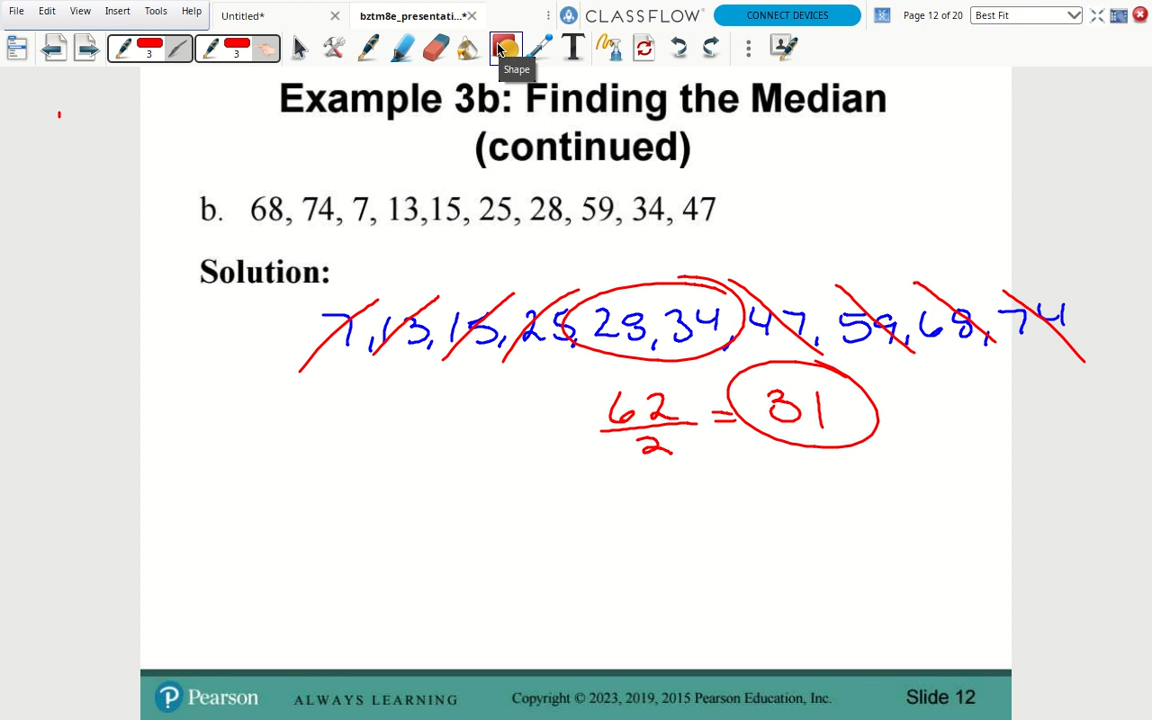 File Edit View Insert Tools Help
Untitled* bztm8e_presentati...*
CLASSFLOW CONNECT DEVICES Page 12 of 20 Best Fit
3 3 T
Shape
Example 3b: Finding the Median
(continued)
b. 68, 74, 7, 13,15, 25, 28, 59, 34, 47
Solution:
7, 13, 15, 25, 28, 34, 47, 59, 68, 74
62/2 = 31
Pearson ALWAYS LEARNING Copyright © 2023, 2019, 2015 Pearson Education, Inc. Slide 12